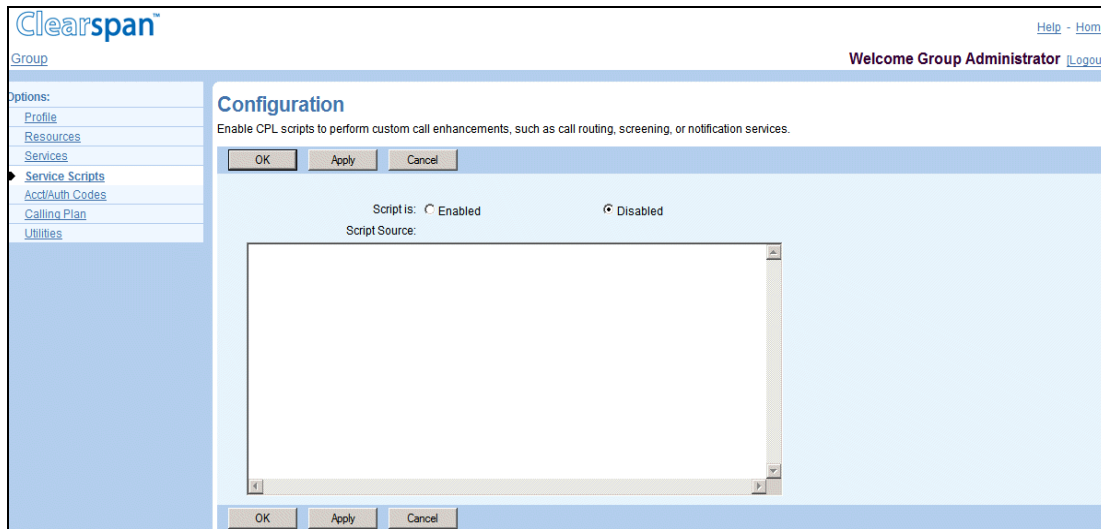 Clearspan™
Help - Hom
Group
Welcome Group Administrator [Logou
Options:
Profile
Resources
Services
Service Scripts
Acct/Auth Codes
Calling Plan
Utilities
Configuration
Enable CPL scripts to perform custom call enhancements, such as call routing, screening, or notification services.
OK Apply Cancel
Script is: Enabled Disabled
Script Source:
OK Apply Cancel